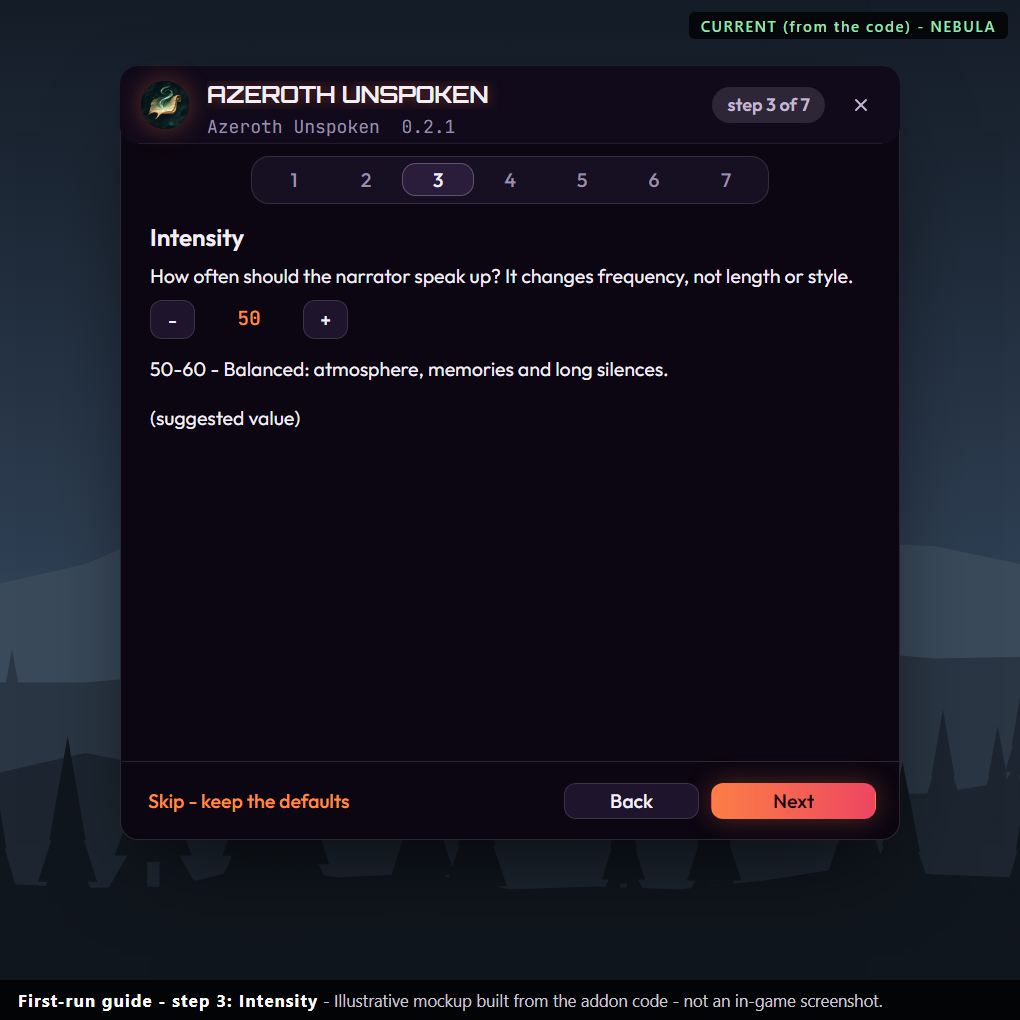 CURRENT (from the code) - NEBULA
AZEROTH UNSPOKEN
Azeroth Unspoken 0.2.1
step 3 of 7
×
1 2 3 4 5 6 7
Intensity
How often should the narrator speak up? It changes frequency, not length or style.
- 50 +
50-60 - Balanced: atmosphere, memories and long silences.
(suggested value)
Skip - keep the defaults
Back
Next
First-run guide - step 3: Intensity - Illustrative mockup built from the addon code - not an in-game screenshot.